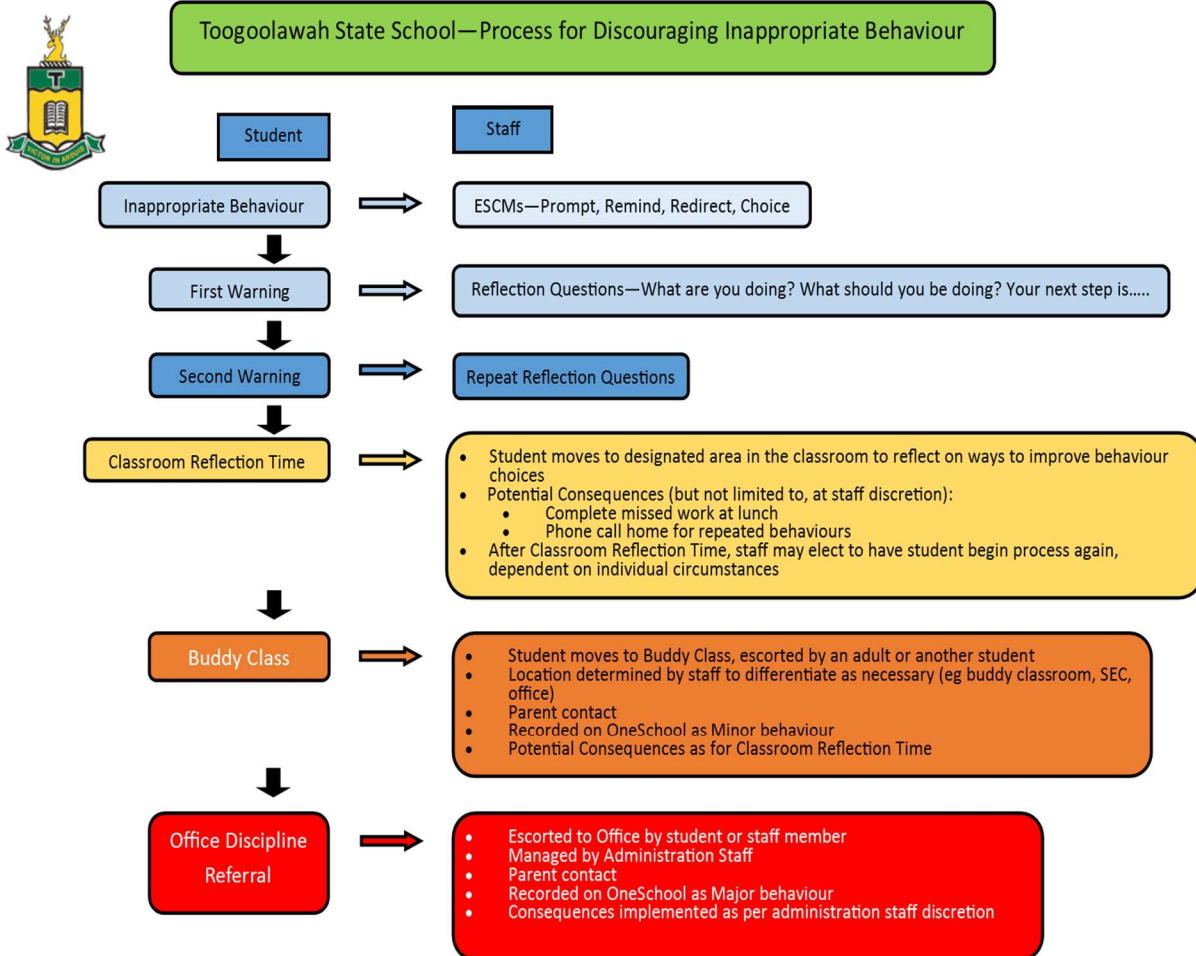 Toogoolawah State School—Process for Discouraging Inappropriate Behaviour
T
VICTOR IN ARDUIS
Student
Staff
Inappropriate Behaviour
ESCMs—Prompt, Remind, Redirect, Choice
First Warning
Reflection Questions—What are you doing? What should you be doing? Your next step is.....
Second Warning
Repeat Reflection Questions
Classroom Reflection Time
• Student moves to designated area in the classroom to reflect on ways to improve behaviour
choices
• Potential Consequences (but not limited to, at staff discretion):
• Complete missed work at lunch
• Phone call home for repeated behaviours
• After Classroom Reflection Time, staff may elect to have student begin process again,
dependent on individual circumstances
Buddy Class
• Student moves to Buddy Class, escorted by an adult or another student
• Location determined by staff to differentiate as necessary (eg buddy classroom, SEC,
office)
• Parent contact
• Recorded on OneSchool as Minor behaviour
• Potential Consequences as for Classroom Reflection Time
Office Discipline
Referral
• Escorted to Office by student or staff member
• Managed by Administration Staff
• Parent contact
• Recorded on OneSchool as Major behaviour
• Consequences implemented as per administration staff discretion